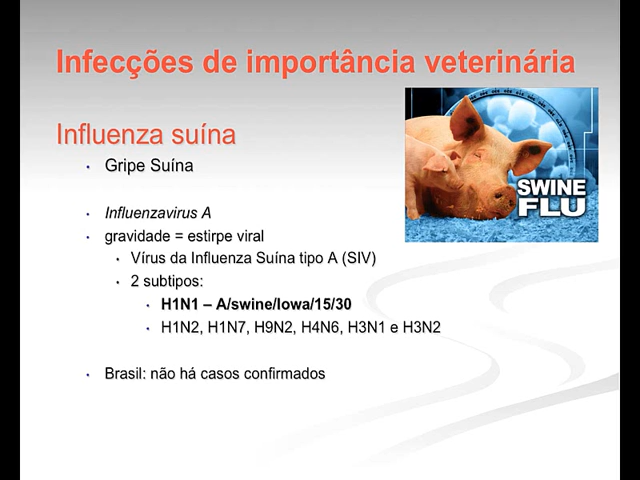 Infecções de importância veterinária
Influenza suína
Gripe Suína
Influenzavirus A
gravidade = estirpe viral
Vírus da Influenza Suína tipo A (SIV)
2 subtipos:
H1N1 – A/swine/Iowa/15/30
H1N2, H1N7, H9N2, H4N6, H3N1 e H3N2
Brasil: não há casos confirmados
SWINE
FLU